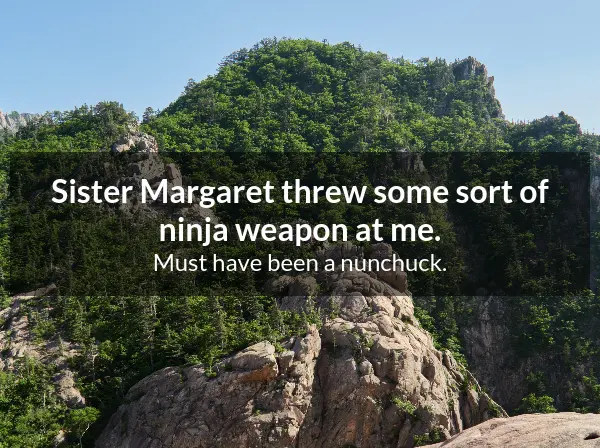 Sister Margaret threw some sort of
ninja weapon at me.
Must have been a nunchuck.